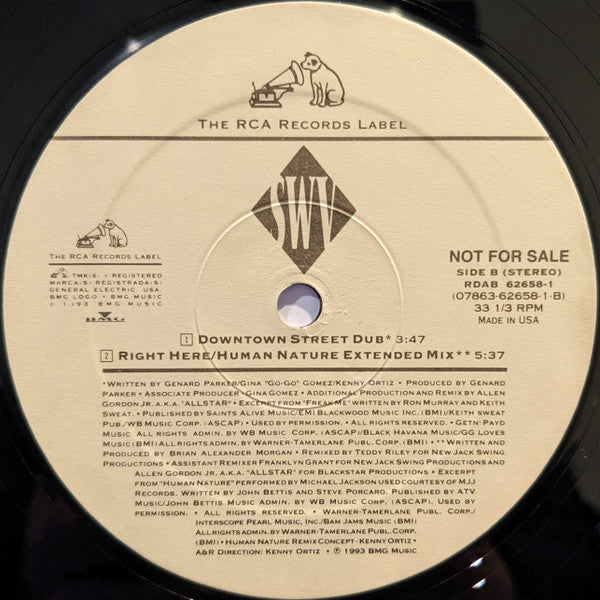 THE RCA RECORDS LABEL
SWV
THE RCA RECORDS LABEL
TMK(S) • REGISTERED
MARCA(S) REGISTRADA(S)
GENERAL ELECTRIC, USA.
BMG LOGO • BMG MUSIC
• 1993 BMG MUSIC
BMG
NOT FOR SALE
SIDE B (STEREO)
RDAB 62658-1
(07863-62658-1-B)
33 1/3 RPM
MADE IN USA
1 DOWNTOWN STREET DUB* 3:47
2 RIGHT HERE/HUMAN NATURE EXTENDED MIX** 5:37
*WRITTEN BY GENARD PARKER/GINA "GO-GO" GOMEZ/KENNY ORTIZ • PRODUCED BY GENARD
PARKER • ASSOCIATE PRODUCER - GINA GOMEZ • ADDITIONAL PRODUCTION AND REMIX BY ALLEN
GORDON JR. A.K.A. "ALLSTAR" • EXCERPT FROM "FREAK ME" WRITTEN BY RON MURRAY AND KEITH
SWEAT. • PUBLISHED BY SAINTS ALIVE MUSIC/EMI BLACKWOOD MUSIC INC. (BMI)/KEITH SWEAT
PUB./WB MUSIC CORP. (ASCAP) • USED BY PERMISSION. • ALL RIGHTS RESERVED. • GETN' PAYD
MUSIC ALL RIGHTS ADMIN. BY WB MUSIC CORP. (ASCAP)/BLACK HAVANA MUSIC/GG LOVES
MUSIC (BMI) ALL RIGHTS ADMIN. BY WARNER-TAMERLANE PUBL. CORP. (BMI) • **WRITTEN AND
PRODUCED BY BRIAN ALEXANDER MORGAN • REMIXED BY TEDDY RILEY FOR NEW JACK SWING
PRODUCTIONS • ASSISTANT REMIXER FRANKLYN GRANT FOR NEW JACK SWING PRODUCTIONS AND
ALLEN GORDON JR. A.K.A. "ALLSTAR" FOR BLACKSTAR PRODUCTIONS • EXCERPT
FROM "HUMAN NATURE" PERFORMED BY MICHAEL JACKSON USED COURTESY OF MJJ
RECORDS. WRITTEN BY JOHN BETTIS AND STEVE PORCARO. PUBLISHED BY ATV
MUSIC/JOHN BETTIS MUSIC ADMIN. BY WB MUSIC CORP. (ASCAP). USED BY
PERMISSION. • ALL RIGHTS RESERVED. • WARNER-TAMERLANE PUBL. CORP./
INTERSCOPE PEARL MUSIC, INC./BAM JAMS MUSIC (BMI)
ALL RIGHTS ADMIN. BY WARNER-TAMERLANE PUBL. CORP.
(BMI) • HUMAN NATURE REMIX CONCEPT - KENNY ORTIZ •
A&R DIRECTION: KENNY ORTIZ • ℗ 1993 BMG MUSIC